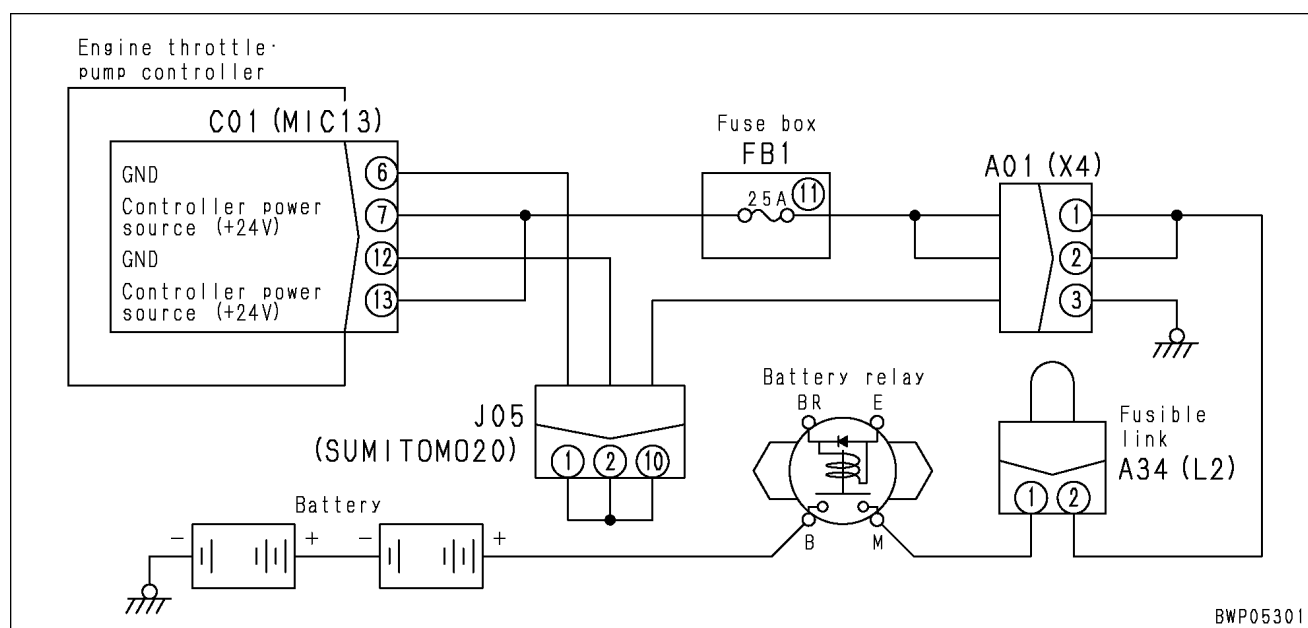 Engine throttle·
pump controller
C01 (MIC13)
GND
Controller power
source (+24V)
GND
Controller power
source (+24V)
6
7
12
13
Fuse box
FB1
25A
11
A01 (X4)
1
2
3
J05
(SUMITOMO20)
1
2
10
Battery relay
BR
E
B
M
Fusible
link
A34 (L2)
1
2
Battery
- +
- +
BWP05301